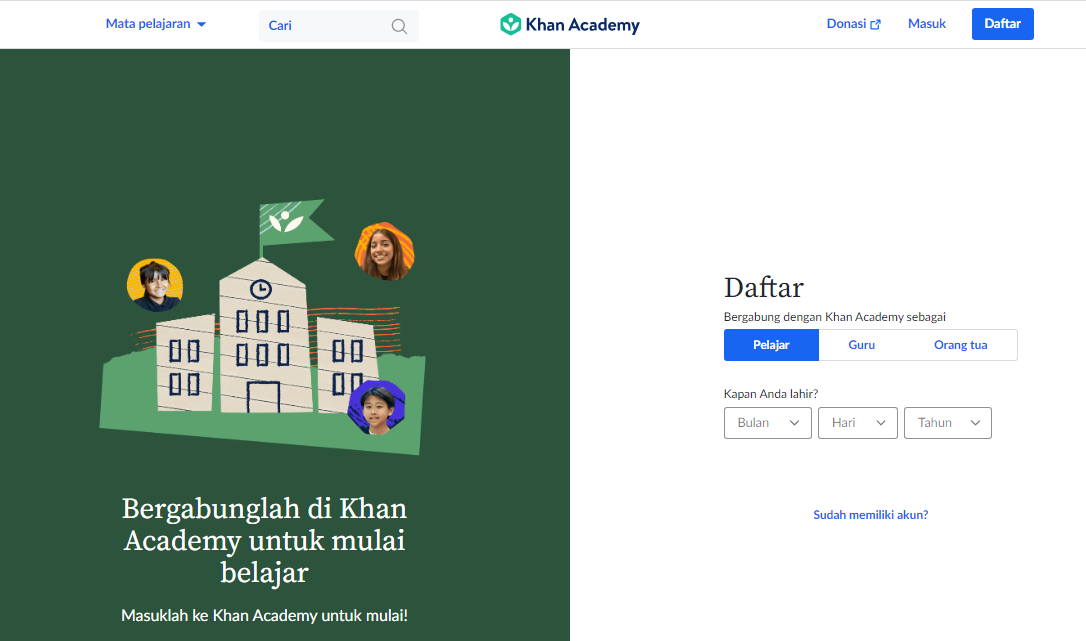 Mata pelajaran
Cari
Khan Academy
Donasi
Masuk
Daftar
Bergabunglah di Khan
Academy untuk mulai
belajar
Masuklah ke Khan Academy untuk mulai!
Daftar
Bergabung dengan Khan Academy sebagai
Pelajar Guru Orang tua
Kapan Anda lahir?
Bulan Hari Tahun
Sudah memiliki akun?